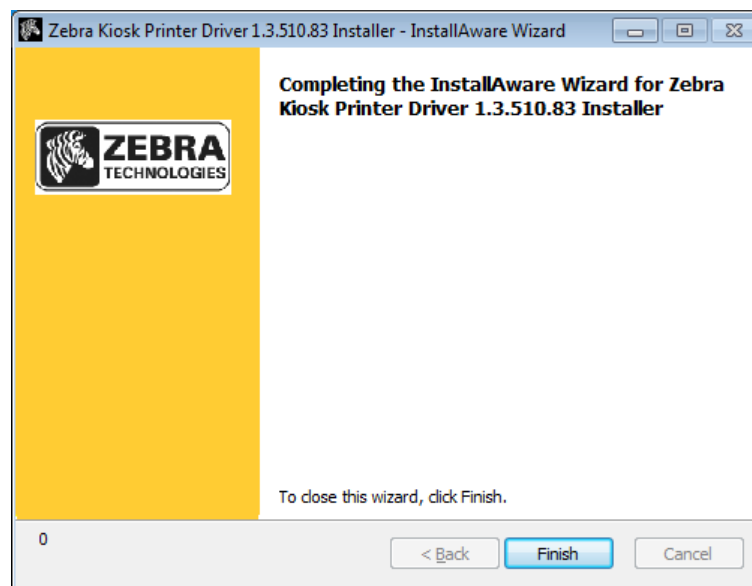 Zebra Kiosk Printer Driver 1.3.510.83 Installer - InstallAware Wizard
Completing the InstallAware Wizard for Zebra
Kiosk Printer Driver 1.3.510.83 Installer
ZEBRA
TECHNOLOGIES
To close this wizard, click Finish.
0
< Back
Finish
Cancel